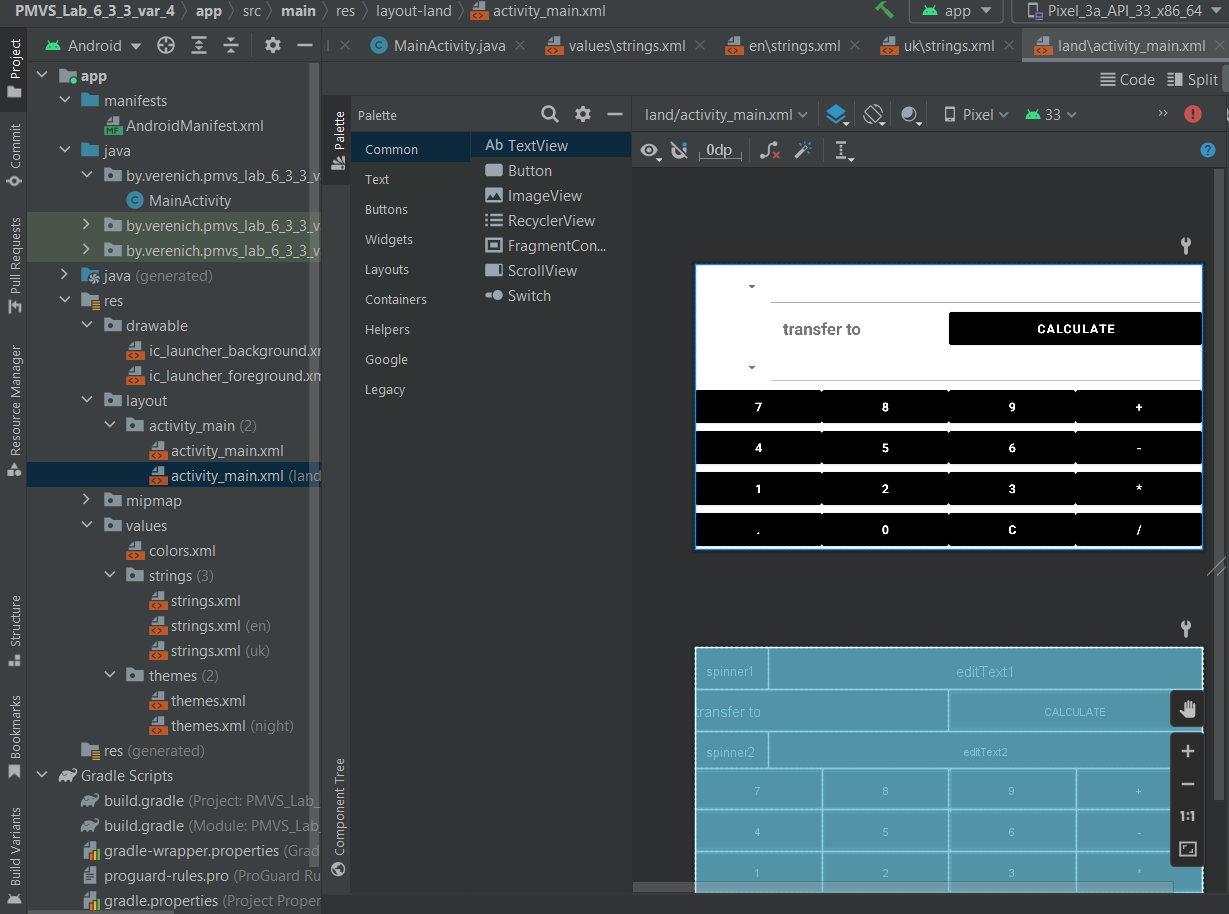 PMVS_Lab_6_3_3_var_4 app src main res layout-land activity_main.xml app Pixel_3a_API_33_x86_64
Android MainActivity.java values\strings.xml en\strings.xml uk\strings.xml land\activity_main.xml
Code Split
Project
Commit
Pull Requests
Resource Manager
Structure
Bookmarks
Build Variants
app
manifests
AndroidManifest.xml
java
by.verenich.pmvs_lab_6_3_3_v
MainActivity
by.verenich.pmvs_lab_6_3_3_v
by.verenich.pmvs_lab_6_3_3_v
java (generated)
res
drawable
ic_launcher_background.xm
ic_launcher_foreground.xm
layout
activity_main (2)
activity_main.xml
activity_main.xml (land
mipmap
values
colors.xml
strings (3)
strings.xml
strings.xml (en)
strings.xml (uk)
themes (2)
themes.xml
themes.xml (night)
res (generated)
Gradle Scripts
build.gradle (Project: PMVS_Lab_
build.gradle (Module: PMVS_Lab_
gradle-wrapper.properties (Grad
proguard-rules.pro (ProGuard Ru
gradle.properties (Project Proper
Palette
Component Tree
Palette
Common
Text
Buttons
Widgets
Layouts
Containers
Helpers
Google
Legacy
Ab TextView
Button
ImageView
RecyclerView
FragmentCon...
ScrollView
Switch
land/activity_main.xml Pixel 33
0dp
transfer to CALCULATE
7 8 9 +
4 5 6 -
1 2 3 *
. 0 C /
spinner1 editText1
transfer to CALCULATE
spinner2 editText2
7 8 9 +
4 5 6 -
1 2 3 *
1:1